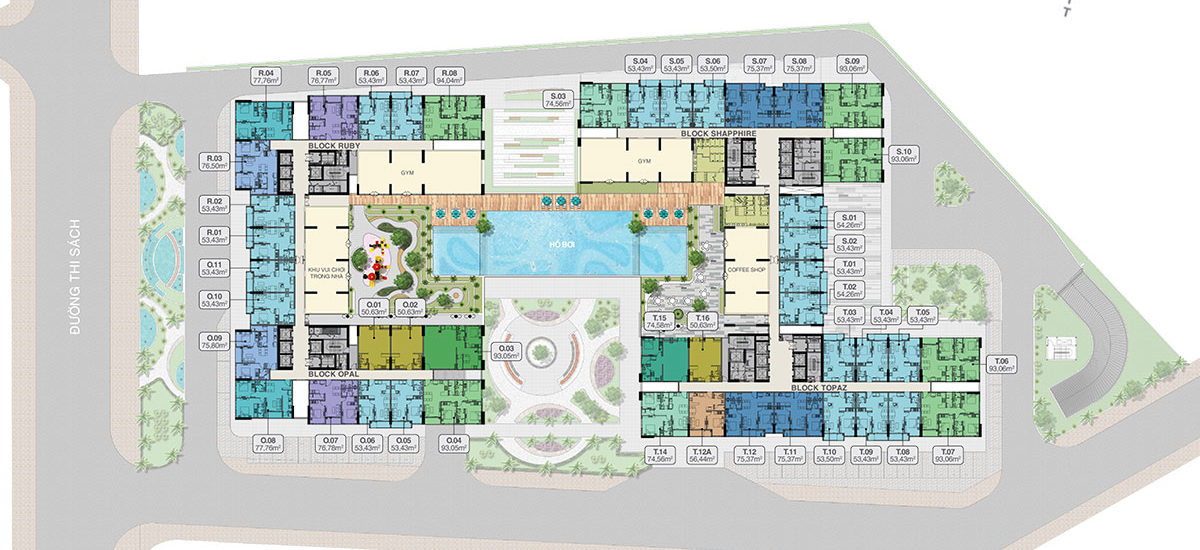 T
R.04
77,76m²
R.05
76,77m²
R.06
53,43m²
R.07
53,43m²
R.08
94,04m²
S.03
74,56m²
S.04
53,43m²
S.05
53,43m²
S.06
53,50m²
S.07
75,37m²
S.08
75,37m²
S.09
93,06m²
BLOCK RUBY
BLOCK SHAPPHIRE
R.03
76,50m²
GYM
GYM
S.10
93,06m²
R.02
53,43m²
R.01
53,43m²
O.11
53,43m²
O.10
53,43m²
ĐƯỜNG THI SÁCH
KHU VUI CHƠI
TRONG NHÀ
HỒ BƠI
COFFEE SHOP
S.01
54,26m²
S.02
53,43m²
T.01
53,43m²
T.02
54,26m²
O.01
50,63m²
O.02
50,63m²
T.15
74,58m²
T.16
50,63m²
T.03
53,43m²
T.04
53,43m²
T.05
53,43m²
O.09
75,80m²
O.03
93,05m²
T.06
93,06m²
BLOCK OPAL
BLOCK TOPAZ
O.08
77,76m²
O.07
76,78m²
O.06
53,43m²
O.05
53,43m²
O.04
93,05m²
T.14
74,56m²
T.12A
56,44m²
T.12
75,37m²
T.11
75,37m²
T.10
53,50m²
T.09
53,43m²
T.08
53,43m²
T.07
93,06m²